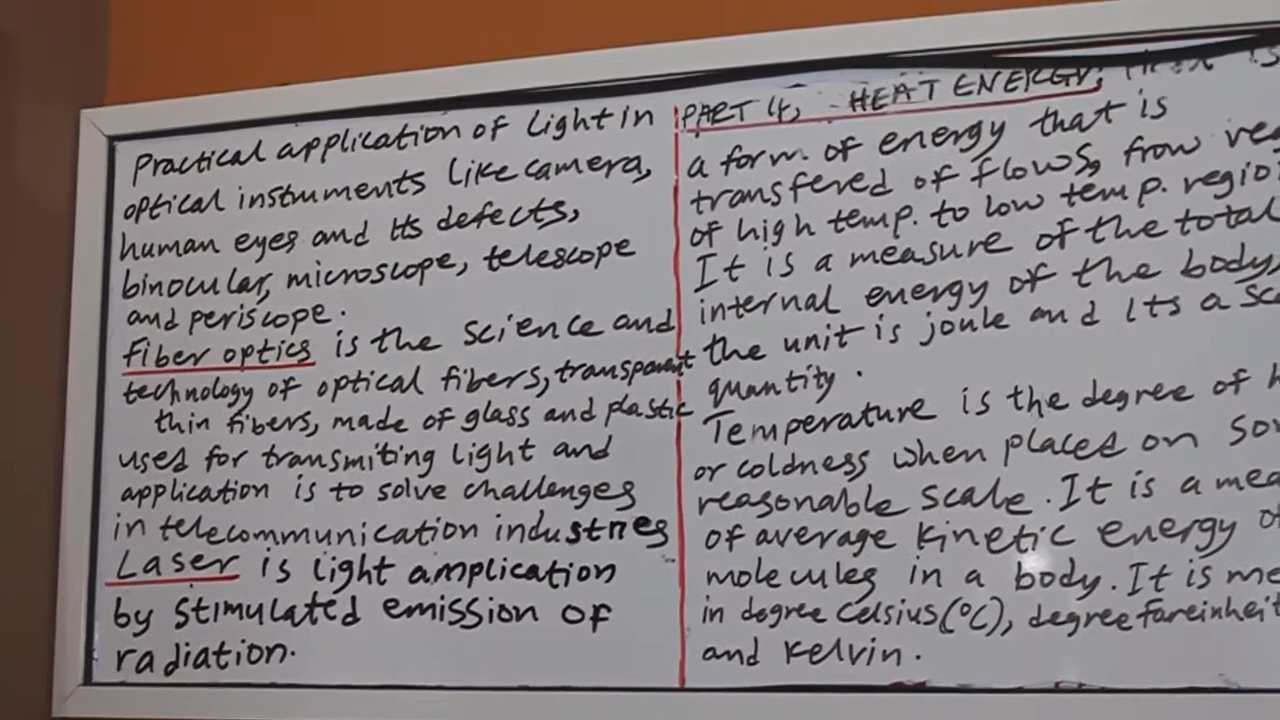 Practical application of Light in
optical instruments like camera,
human eyes and its defects,
binocular, microscope, telescope
and periscope.
fiber optics is the science and
technology of optical fibers, transparent
thin fibers, made of glass and plastic
used for transmiting light and
application is to solve challenges
in telecommunication industries
Laser is light amplication
by stimulated emission of
radiation.
PART 4, HEAT ENERGY,
a form of energy that is
transfered of flows, from
of high temp. to low temp.
It is a measure of the total
internal energy of the body,
the unit is joule and Its a
quantity.
Temperature is the degree of
or coldness when placed on
reasonable scale. It is a
of average kinetic energy
molecules in a body. It is
in degree Celsius (°C), degree fareinheit
and kelvin.